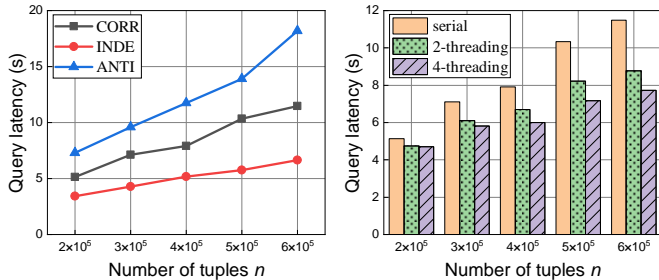 20
15
10
5
0
Query latency (s)
CORR
INDE
ANTI
2×10⁵ 3×10⁵ 4×10⁵ 5×10⁵ 6×10⁵
Number of tuples n
12
10
8
6
4
2
0
Query latency (s)
serial
2-threading
4-threading
2×10⁵ 3×10⁵ 4×10⁵ 5×10⁵ 6×10⁵
Number of tuples n